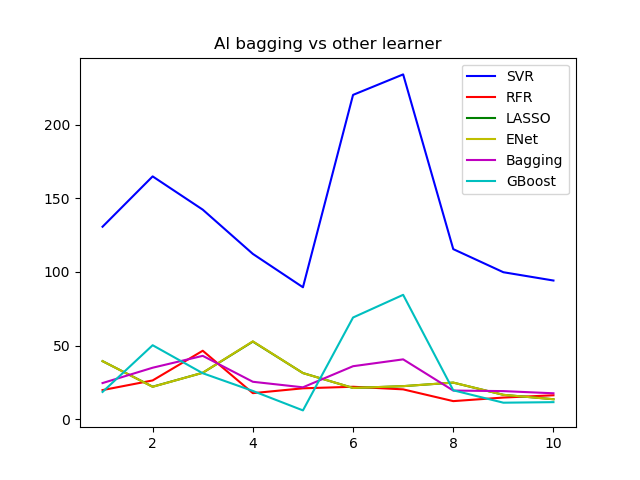 AI bagging vs other learner
SVR
RFR
LASSO
ENet
Bagging
GBoost
200
150
100
50
0
2 4 6 8 10